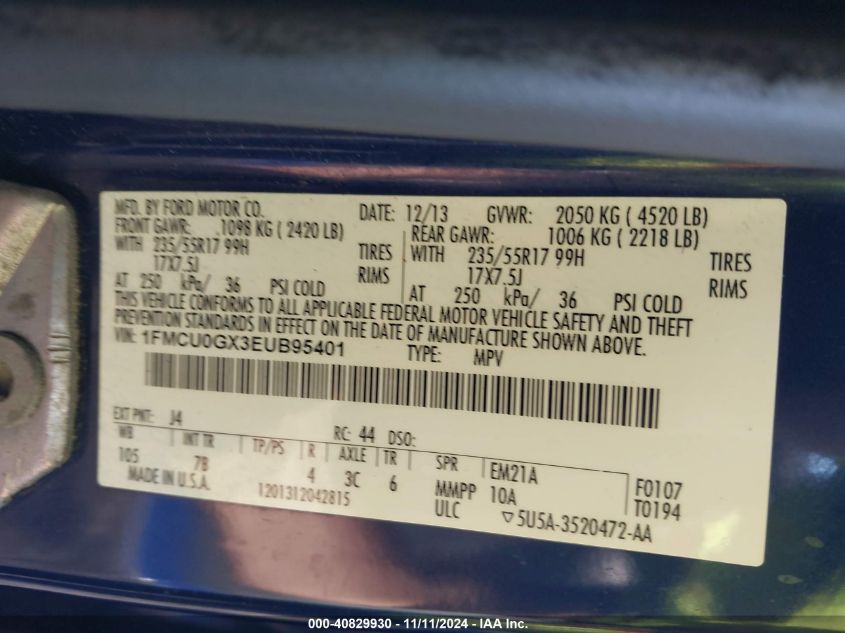 MFD. BY FORD MOTOR CO. DATE: 12/13 GVWR: 2050 KG ( 4520 LB)
FRONT GAWR: 1098 KG ( 2420 LB) REAR GAWR: 1006 KG ( 2218 LB)
WITH 235/55R17 99H TIRES WITH 235/55R17 99H TIRES
17X7.5J RIMS 17X7.5J RIMS
AT 250 kPa/ 36 PSI COLD AT 250 kPa/ 36 PSI COLD
THIS VEHICLE CONFORMS TO ALL APPLICABLE FEDERAL MOTOR VEHICLE SAFETY AND THEFT
PREVENTION STANDARDS IN EFFECT ON THE DATE OF MANUFACTURE SHOWN ABOVE.
VIN: 1FMCU0GX3EUB95401 TYPE: MPV
EXT PNT: J4 RC: 44 DSO:
WB INT TR TP/PS R AXLE TR SPR EM21A F0107
105 7B 4 3C 6 MMPP 10A T0194
MADE IN U.S.A. 1201312042815 ULC ▽5U5A-3520472-AA
000-40829930 - 11/11/2024 - IAA Inc.